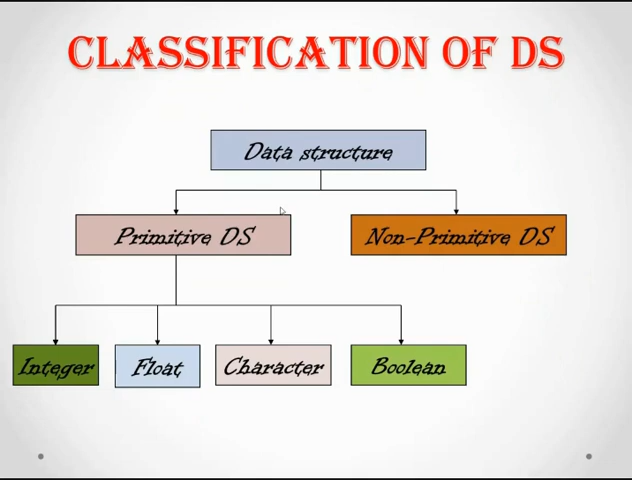 CLASSIFICATION OF DS
Data structure
Primitive DS
Non-Primitive DS
Integer
Float
Character
Boolean